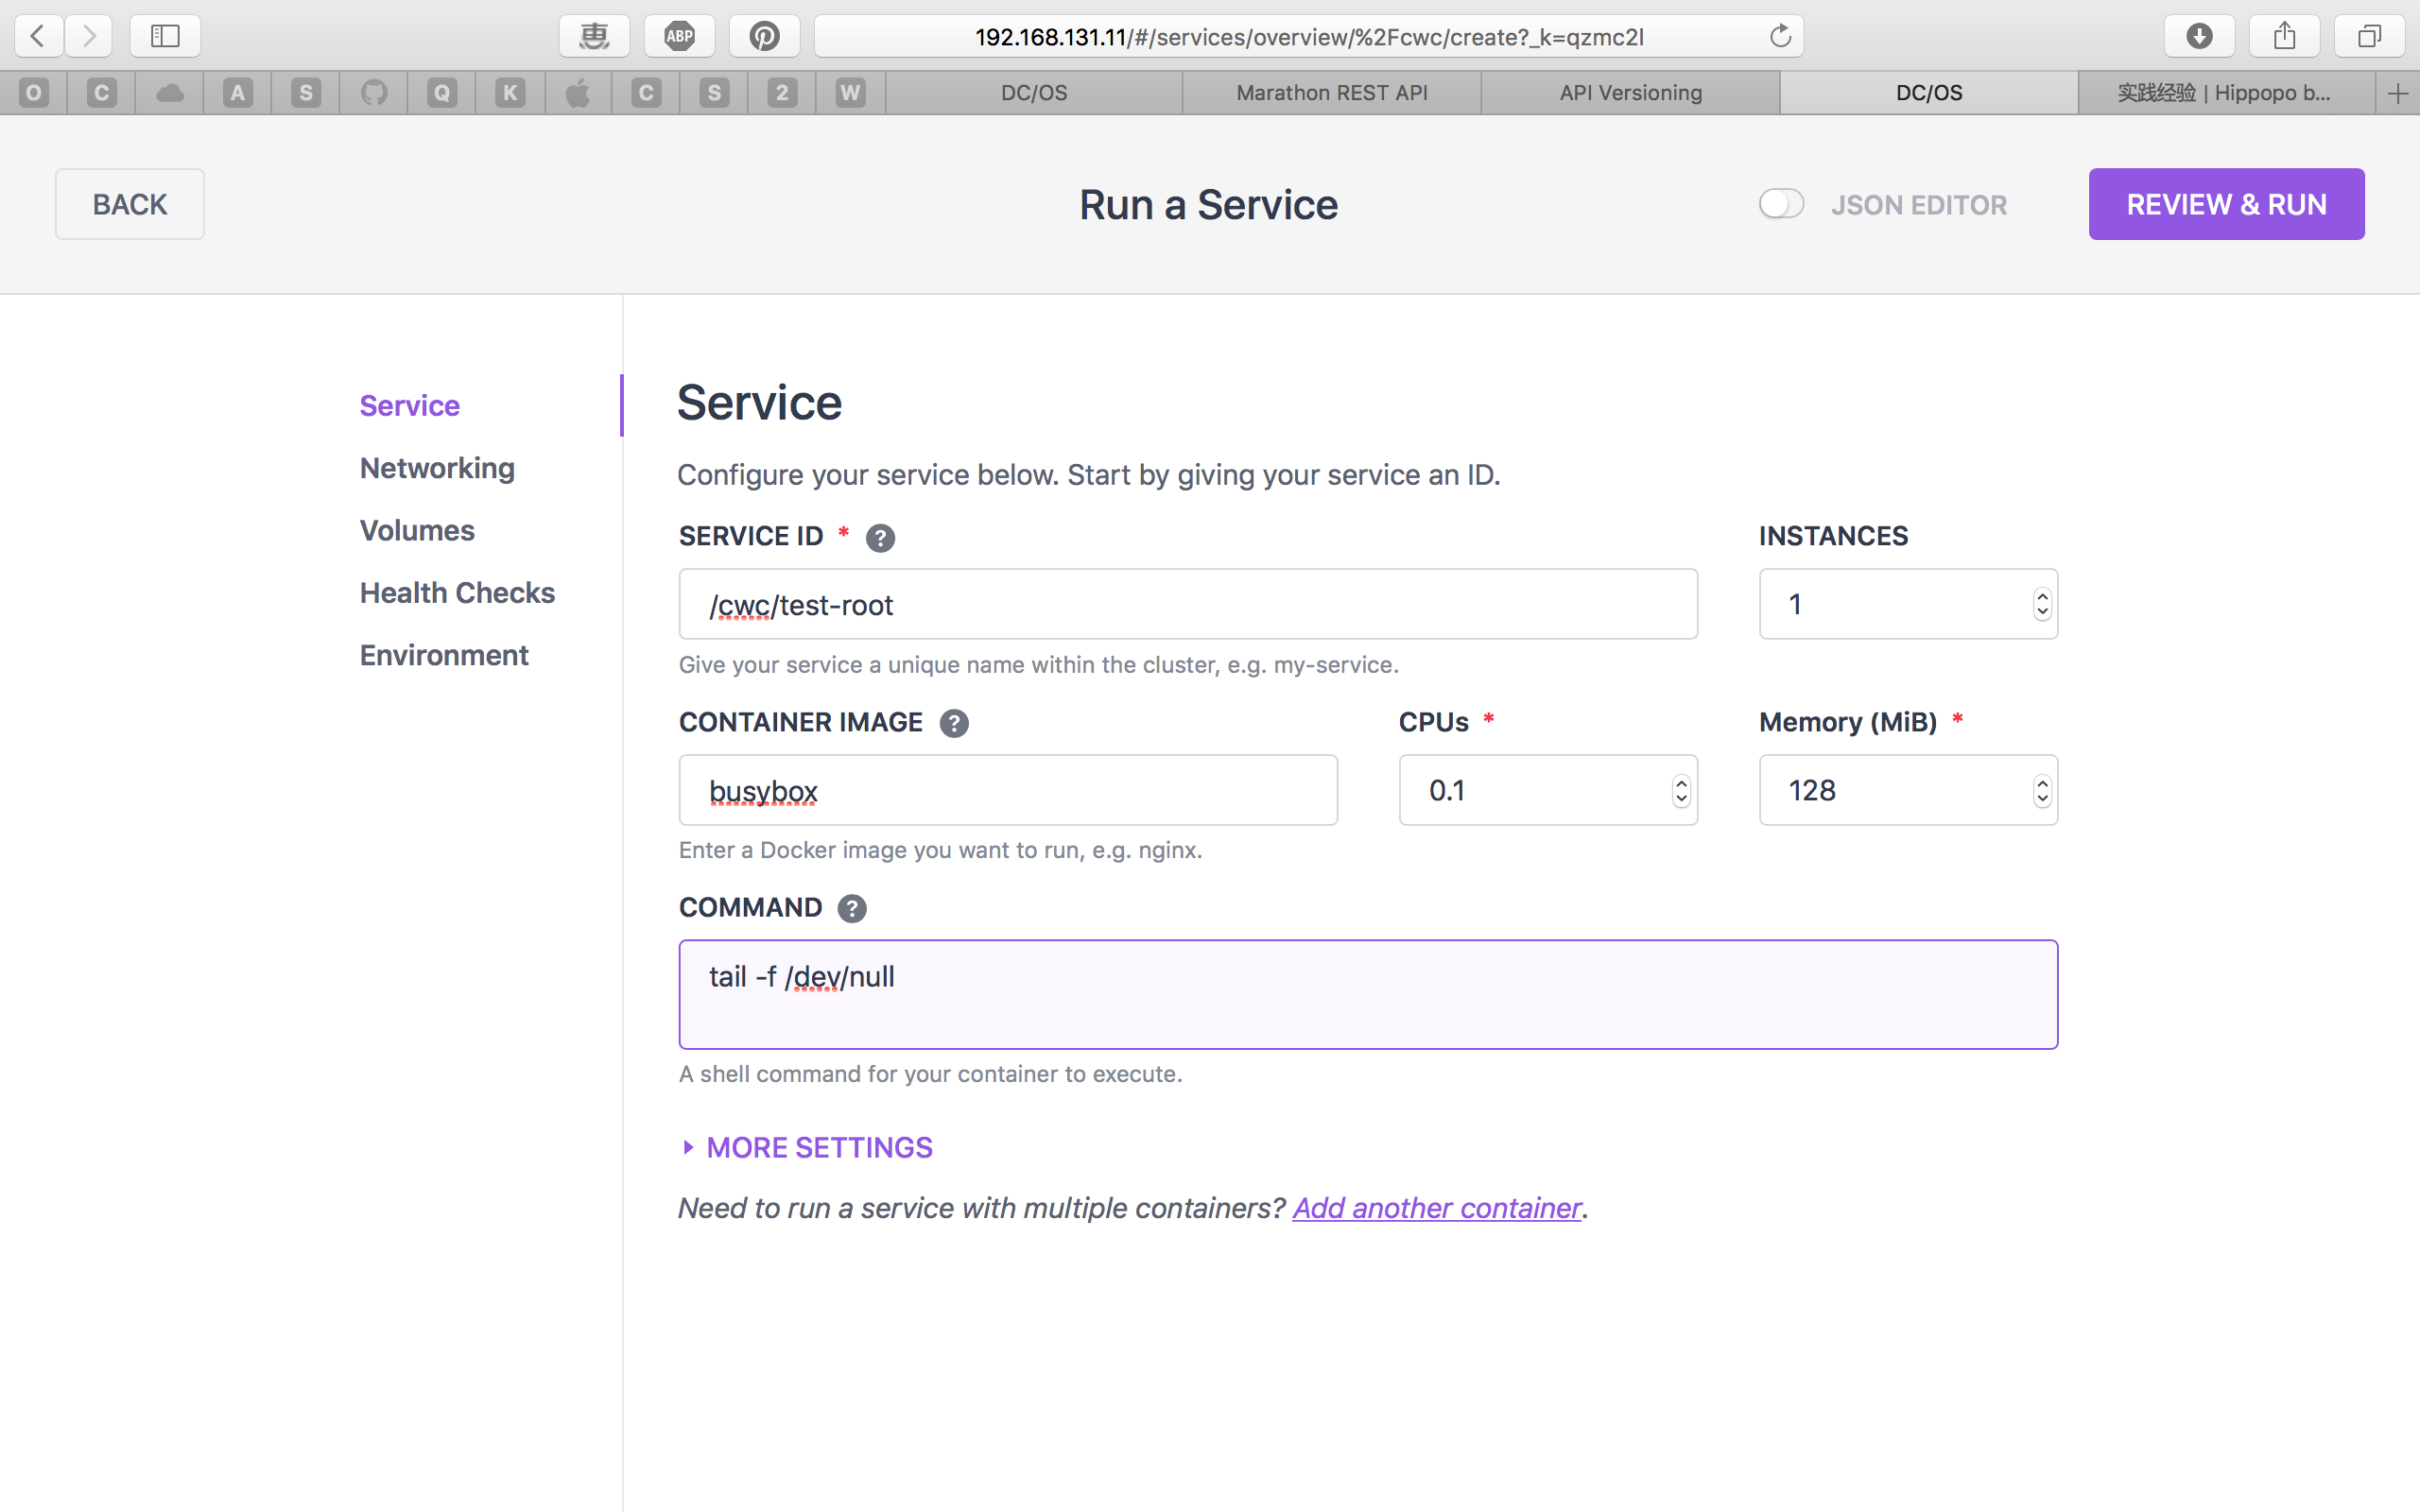 惠 ABP 192.168.131.11/#/services/overview/%2Fcwc/create?_k=qzmc2l
O C A S Q K C S 2 W DC/OS Marathon REST API API Versioning DC/OS 实践经验 | Hippopo b...
BACK Run a Service JSON EDITOR REVIEW & RUN
Service
Networking
Volumes
Health Checks
Environment
Service
Configure your service below. Start by giving your service an ID.
SERVICE ID * ? INSTANCES
/cwc/test-root 1
Give your service a unique name within the cluster, e.g. my-service.
CONTAINER IMAGE ? CPUs * Memory (MiB) *
busybox 0.1 128
Enter a Docker image you want to run, e.g. nginx.
COMMAND ?
tail -f /dev/null
A shell command for your container to execute.
MORE SETTINGS
Need to run a service with multiple containers? Add another container.